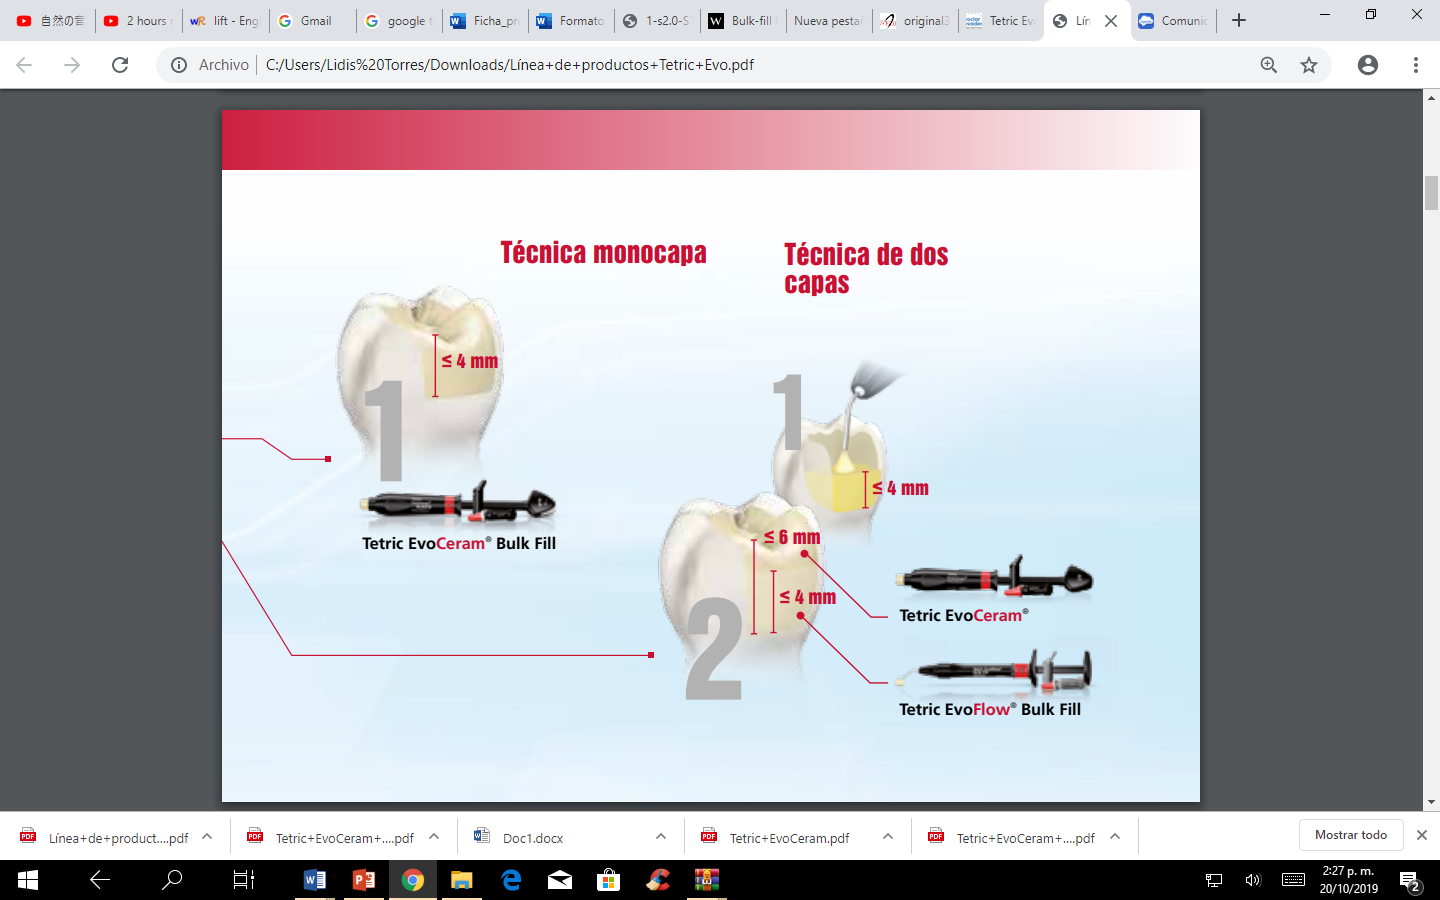 自然の音
2 hours r
lift - Engl
Gmail
google t
Ficha_pr
Formato
1-s2.0-S
Bulk-fill
Nueva pestañ
original3
Tetric Ev
Lín
Comunic
Archivo
C:/Users/Lidis%20Torres/Downloads/Línea+de+productos+Tetric+Evo.pdf
Técnica monocapa
≤ 4 mm
1
Tetric EvoCeram® Bulk Fill
Técnica de dos
capas
1
≤ 4 mm
≤ 6 mm
≤ 4 mm
2
Tetric EvoCeram®
Tetric EvoFlow® Bulk Fill
Línea+de+product....pdf
Tetric+EvoCeram+....pdf
Doc1.docx
Tetric+EvoCeram.pdf
Tetric+EvoCeram+....pdf
Mostrar todo
2:27 p. m.
20/10/2019
2